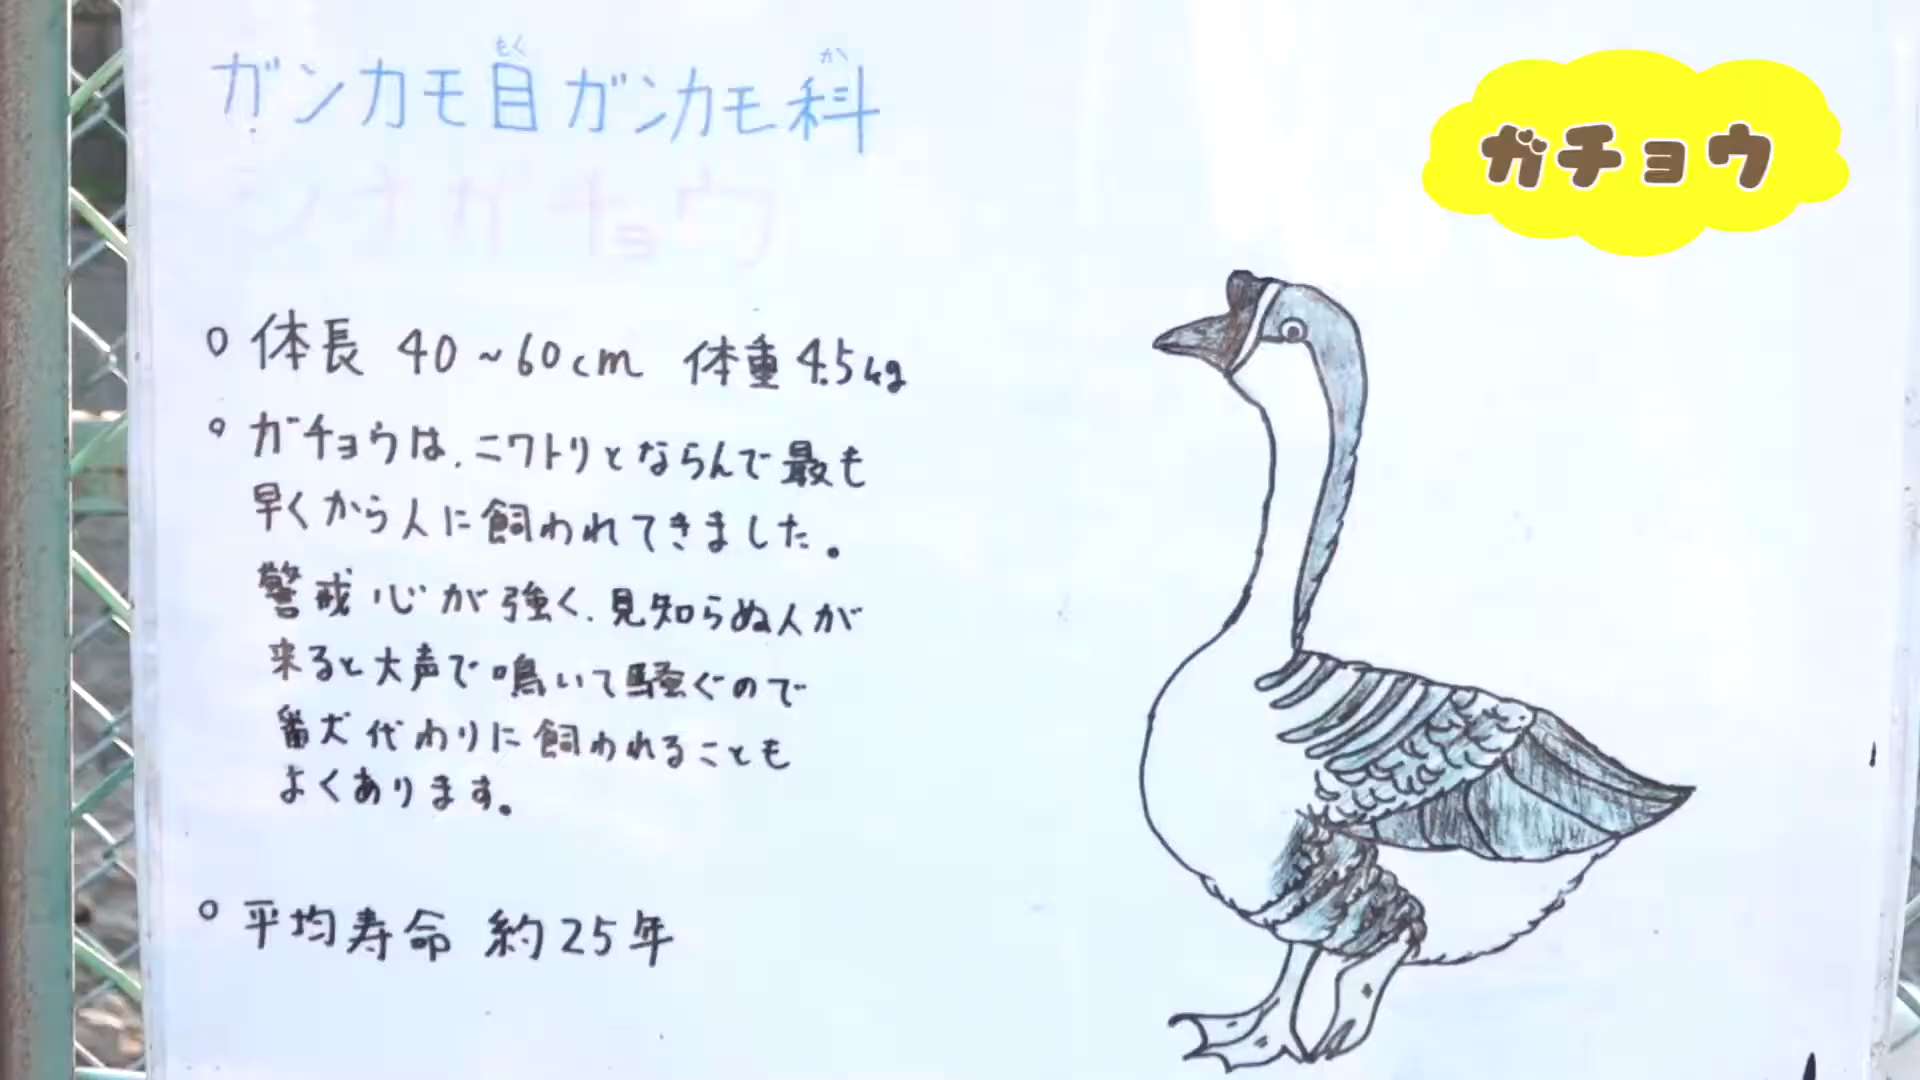 ガンカモ目ガンカモ科
もく
か
シナガチョウ
ガチョウ
○ 体長 40~60cm 体重 4.5kg
○ ガチョウは、ニワトリとならんで最も
早くから人に飼われてきました。
警戒心が強く、見知らぬ人が
来ると大声で鳴いて騒ぐので
番犬代わりに飼われることも
よくあります。
○ 平均寿命 約25年